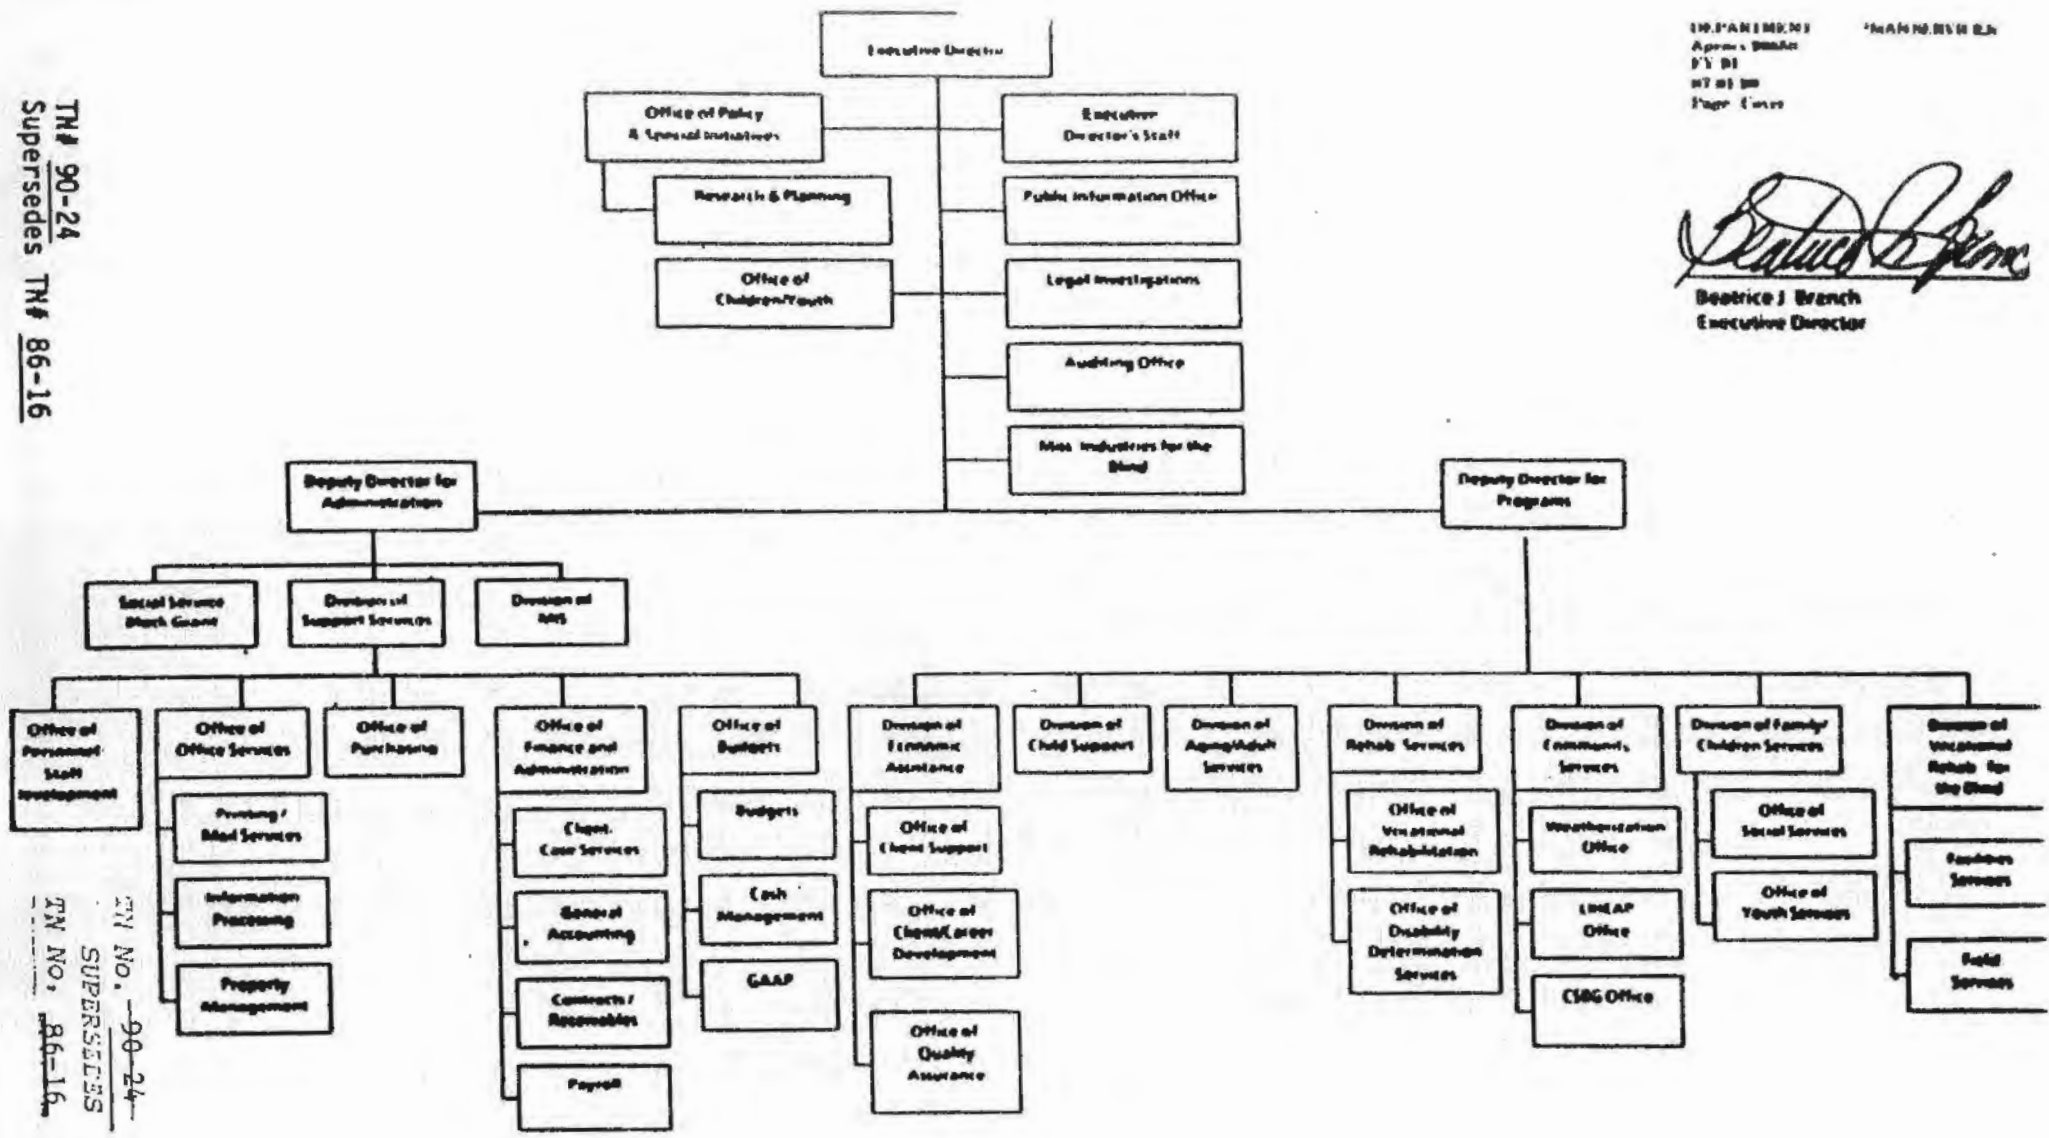 Executive Director
DEPARTMENT
Page Cover
Office of Policy
& Special Initiatives
Executive
Director's Staff
Research & Planning
Public Information Office
Office of
Children/Youth
Legal Investigations
Auditing Office
Miss Industries for the
Blind
Beatrice J Branch
Executive Director
TN# 90-24
Supersedes TN# 86-16
Deputy Director for
Administration
Deputy Director for
Programs
Social Service
Block Grant
Division of
Support Services
Division of
MIS
Office of
Personnel
Staff
Development
Office of
Office Services
Printing /
Mail Services
Information
Processing
Property
Management
Office of
Purchasing
Office of
Finance and
Administration
Client
Case Services
General
Accounting
Contracts /
Receivables
Payroll
Office of
Budgets
Budgets
Cash
Management
GAAP
Division of
Economic
Assistance
Office of
Client Support
Office of
Client/Career
Development
Office of
Quality
Assurance
Division of
Child Support
Division of
Aging/Adult
Services
Division of
Rehab Services
Office of
Vocational
Rehabilitation
Office of
Disability
Determination
Services
Division of
Community
Services
Weatherization
Office
LIHEAP
Office
CSBG Office
Division of Family/
Children Services
Office of
Social Services
Office of
Youth Services
Division of
Vocational
Rehab for
the Blind
Facilities
Services
Field
Services
TN No. 90-24
SUPERSEDES
TN No. 86-16